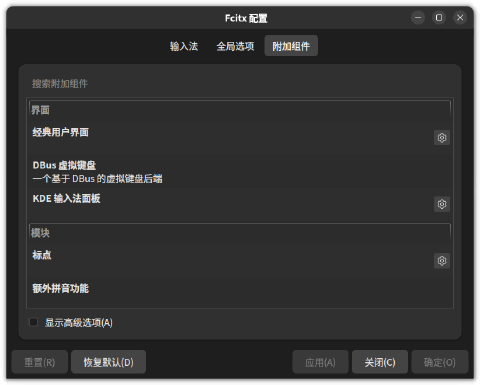 Fcitx 配置
输入法
全局选项
附加组件
搜索附加组件
界面
经典用户界面
DBus 虚拟键盘
一个基于 DBus 的虚拟键盘后端
KDE 输入法面板
模块
标点
额外拼音功能
显示高级选项(A)
重置(R)
恢复默认(D)
应用(A)
关闭(C)
确定(O)